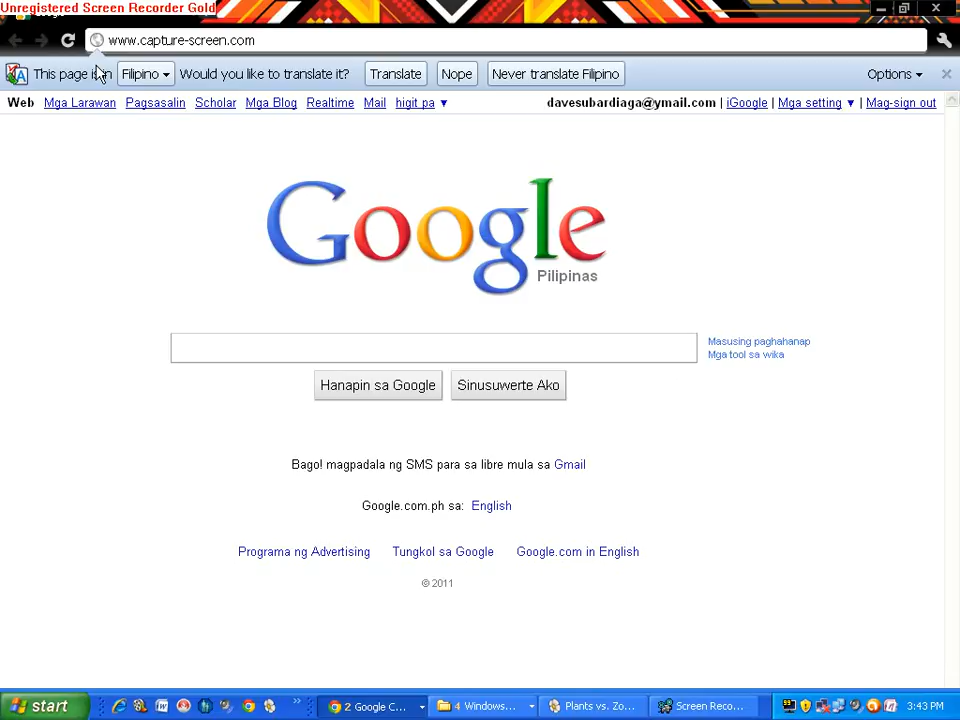 Unregistered Screen Recorder Gold
www.capture-screen.com
This page is in Filipino Would you like to translate it? Translate Nope Never translate Filipino Options
Web Mga Larawan Pagsasalin Scholar Mga Blog Realtime Mail higit pa davesubardiaga@ymail.com | iGoogle | Mga setting | Mag-sign out
Google
Pilipinas
Masusing paghahanap
Mga tool sa wika
Hanapin sa Google Sinusuwerte Ako
Bago! magpadala ng SMS para sa libre mula sa Gmail
Google.com.ph sa: English
Programa ng Advertising Tungkol sa Google Google.com in English
© 2011
start 2 Google C... 4 Windows... Plants vs. Zo... Screen Reco... 3:43 PM